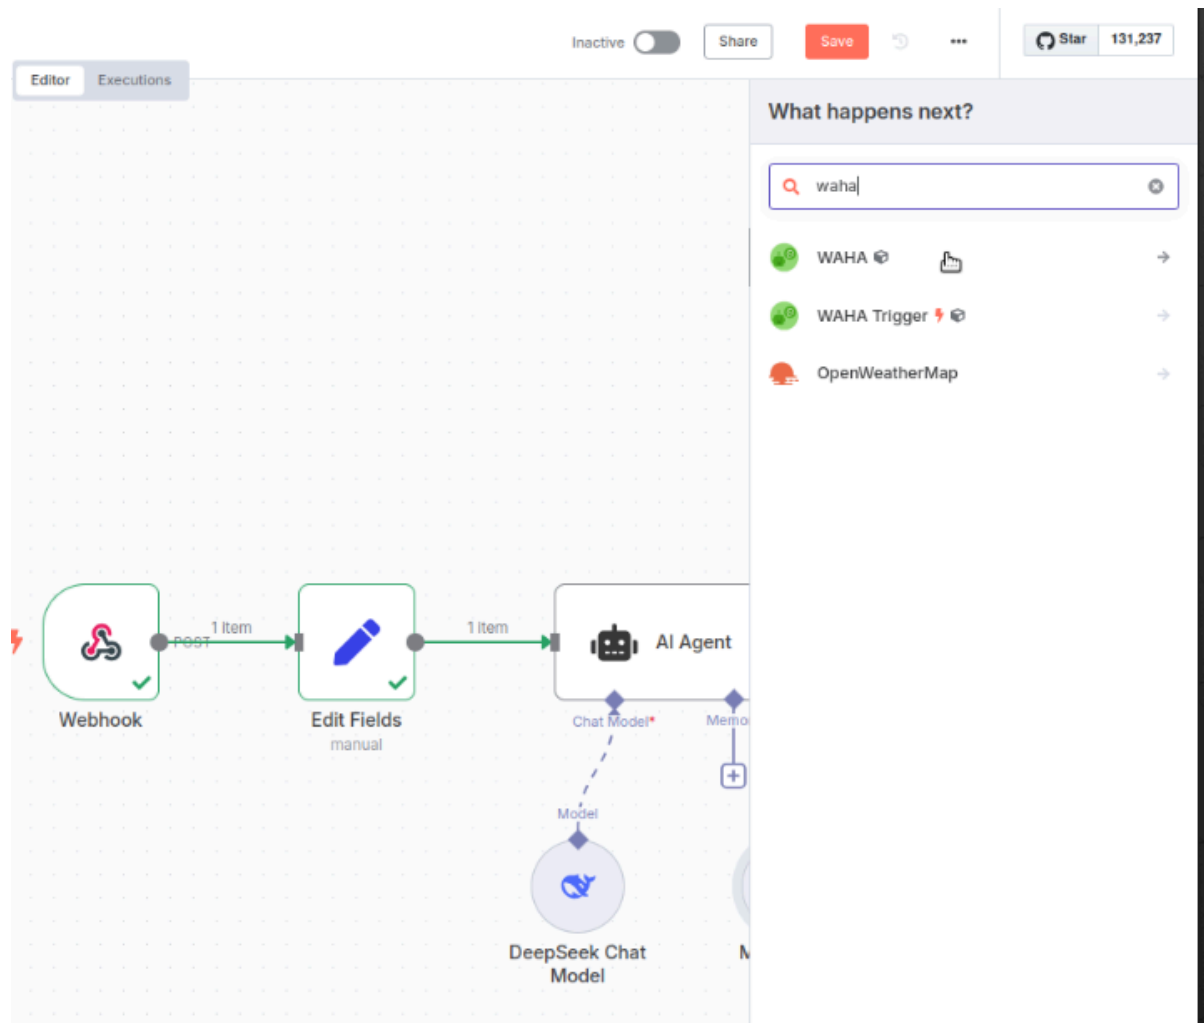 Inactive
Share
Save
•••
Star
131,237
Editor
Executions
What happens next?
waha
WAHA
WAHA Trigger
OpenWeatherMap
1 Item
POST
1 Item
AI Agent
Webhook
Edit Fields
manual
Chat Model*
Memo
Model
DeepSeek Chat
Model
M